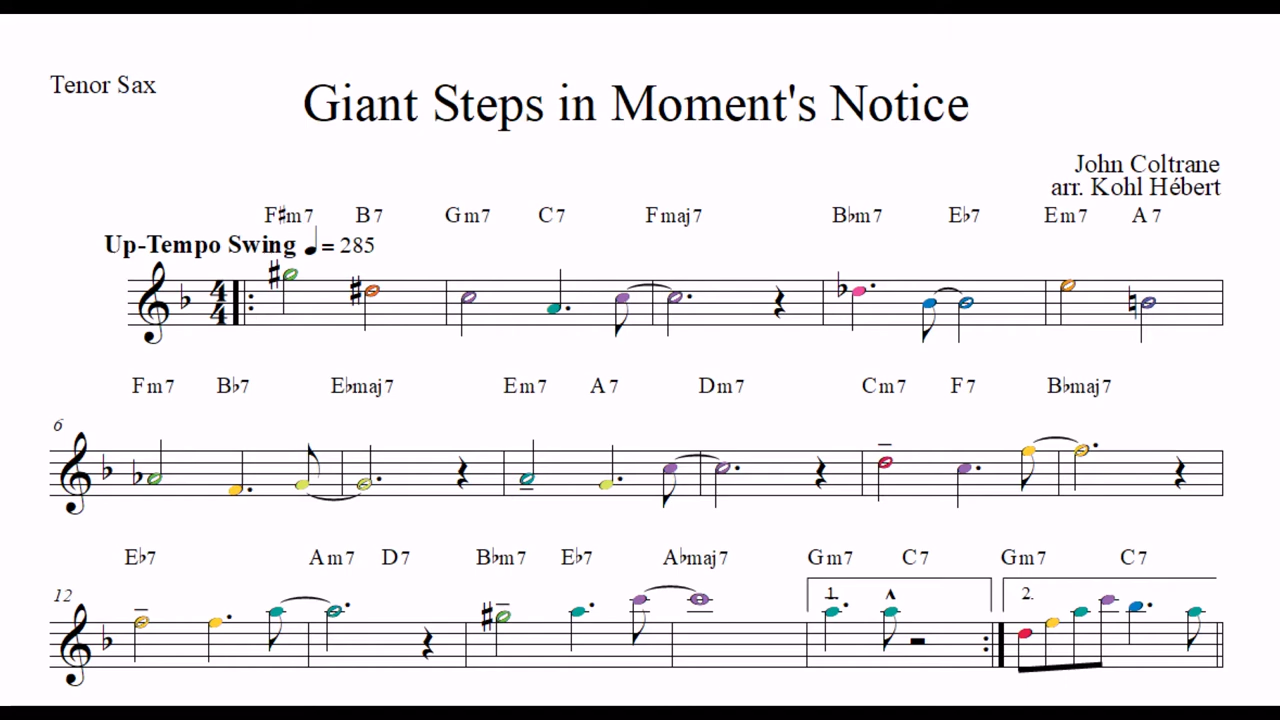 Tenor Sax
Giant Steps in Moment's Notice
John Coltrane
arr. Kohl Hébert
F♯m7 B7 Gm7 C7 Fmaj7 B♭m7 E♭7 Em7 A7
Up-Tempo Swing ♩= 285
Fm7 B♭7 E♭maj7 Em7 A7 Dm7 Cm7 F7 B♭maj7
6
E♭7 Am7 D7 B♭m7 E♭7 A♭maj7 Gm7 C7 Gm7 C7
12 1. 2.